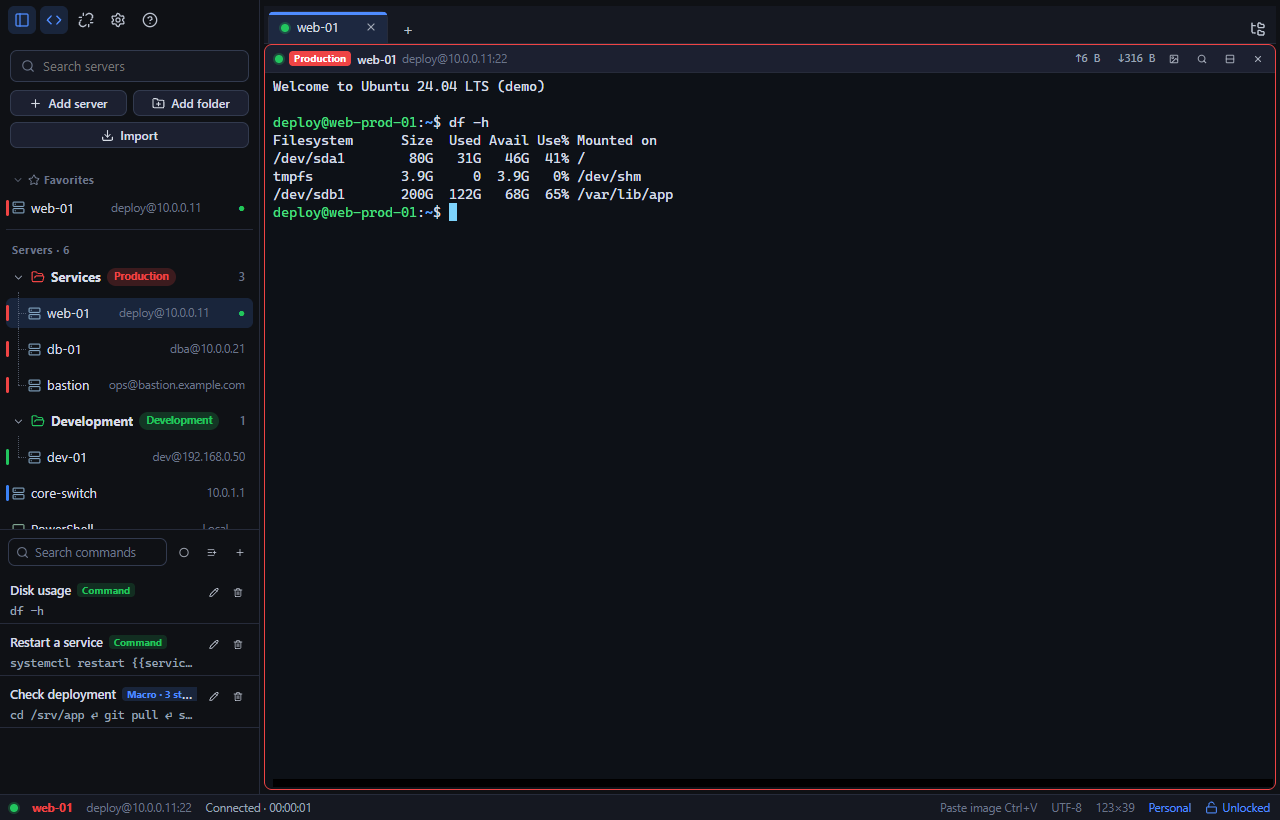 Search servers
Add server
Add folder
Import
Favorites
web-01 deploy@10.0.0.11
Servers · 6
Services Production 3
web-01 deploy@10.0.0.11
db-01 dba@10.0.0.21
bastion ops@bastion.example.com
Development Development 1
dev-01 dev@192.168.0.50
core-switch 10.0.1.1
PowerShell Local
Search commands
Disk usage Command
df -h
Restart a service Command
systemctl restart {{servic…
Check deployment Macro · 3 st…
cd /srv/app ↵ git pull ↵ s…
web-01
Production web-01 deploy@10.0.0.11:22 ↑6 B ↓316 B
Welcome to Ubuntu 24.04 LTS (demo)
deploy@web-prod-01:~$ df -h
Filesystem Size Used Avail Use% Mounted on
/dev/sda1 80G 31G 46G 41% /
tmpfs 3.9G 0 3.9G 0% /dev/shm
/dev/sdb1 200G 122G 68G 65% /var/lib/app
deploy@web-prod-01:~$
web-01 deploy@10.0.0.11:22 Connected · 00:00:01 Paste image Ctrl+V UTF-8 123×39 Personal Unlocked